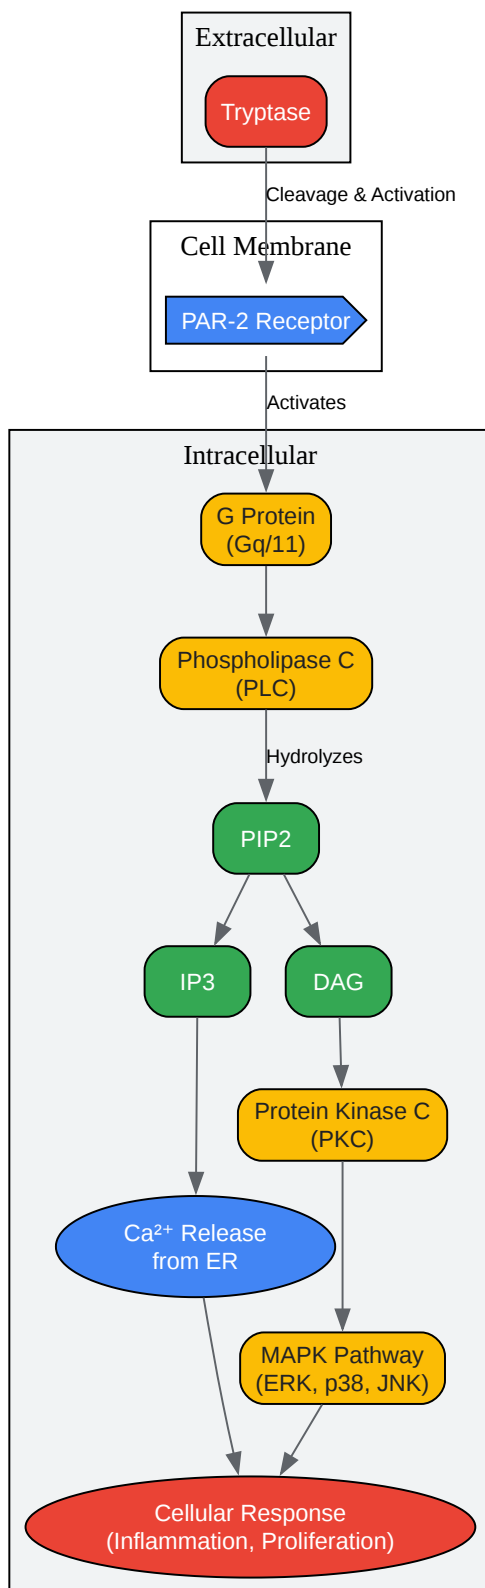 Extracellular
Tryptase
Cleavage & Activation
Cell Membrane
PAR-2 Receptor
Activates
Intracellular
G Protein
(Gq/11)
Phospholipase C
(PLC)
Hydrolyzes
PIP2
IP3
DAG
Protein Kinase C
(PKC)
Ca²⁺ Release
from ER
MAPK Pathway
(ERK, p38, JNK)
Cellular Response
(Inflammation, Proliferation)